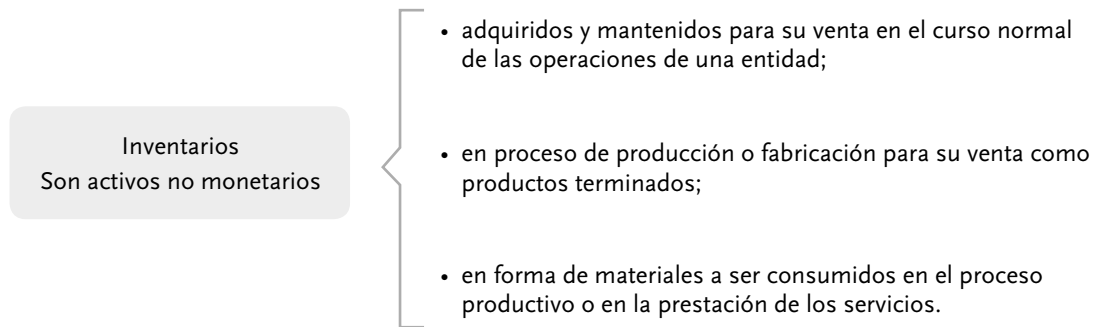 Inventarios
Son activos no monetarios
• adquiridos y mantenidos para su venta en el curso normal
de las operaciones de una entidad;
• en proceso de producción o fabricación para su venta como
productos terminados;
• en forma de materiales a ser consumidos en el proceso
productivo o en la prestación de los servicios.